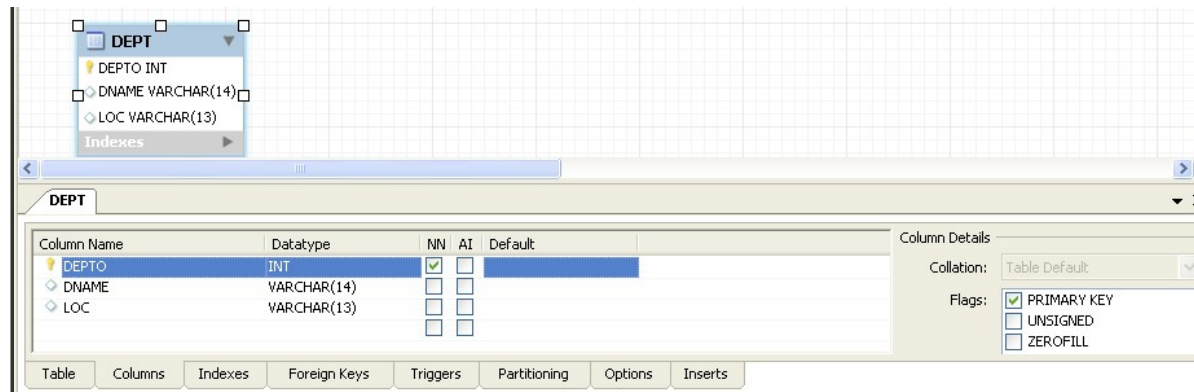 DEPT
DEPTO INT
DNAME VARCHAR(14)
LOC VARCHAR(13)
Indexes
DEPT
Column Name Datatype NN AI Default
DEPTO INT
DNAME VARCHAR(14)
LOC VARCHAR(13)
Column Details
Collation: Table Default
Flags: PRIMARY KEY
UNSIGNED
ZEROFILL
Table Columns Indexes Foreign Keys Triggers Partitioning Options Inserts